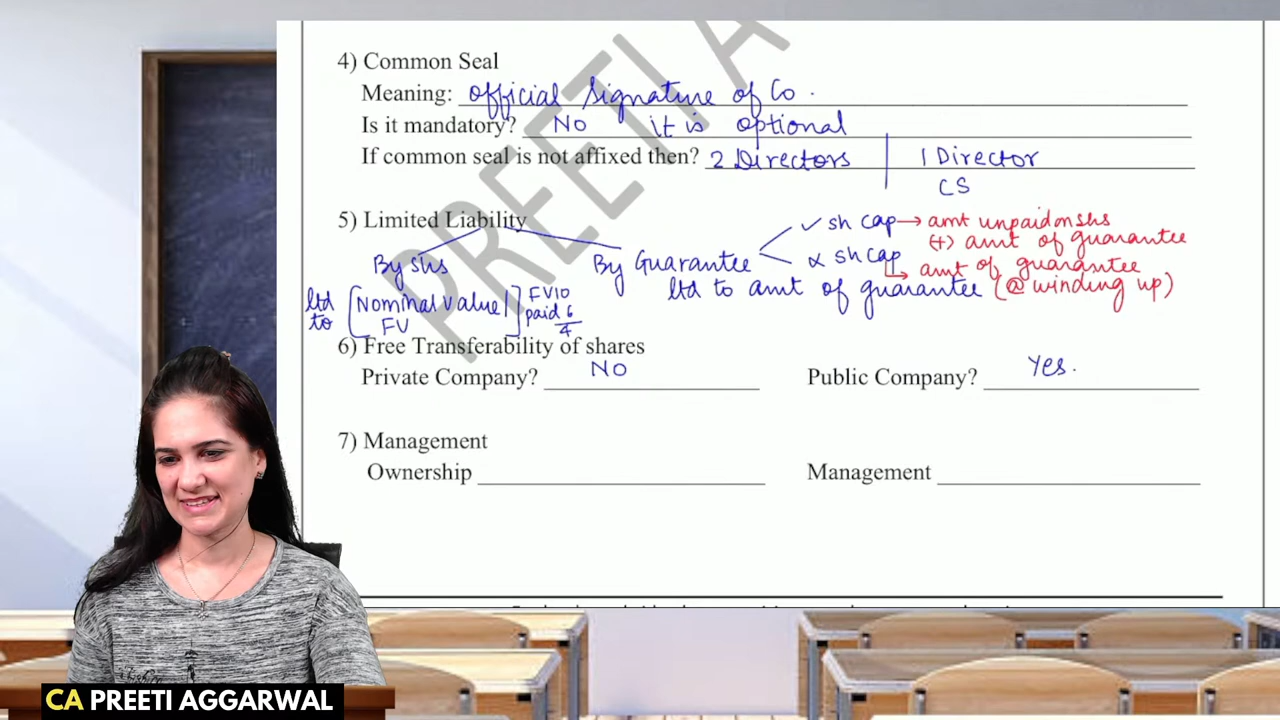 PREETI A
4) Common Seal
Meaning: official signature of Co.
Is it mandatory? No it is optional
If common seal is not affixed then? 2 Directors | 1 Director
CS
5) Limited Liability
By shs
By Guarantee
✓ sh cap → amt unpaid on shs
(+) amt of guarantee
x sh cap
↳ amt of guarantee
ltd to [Nominal Value FV] FV10 paid 6 4
ltd to amt of guarantee (@ winding up)
6) Free Transferability of shares
Private Company? No Public Company? Yes.
7) Management
Ownership Management
CA PREETI AGGARWAL